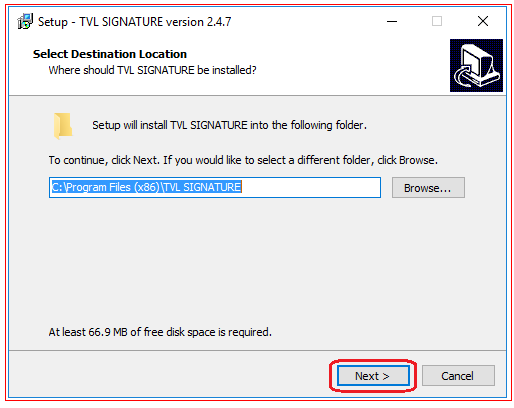 Setup - TVL SIGNATURE version 2.4.7
Select Destination Location
Where should TVL SIGNATURE be installed?
Setup will install TVL SIGNATURE into the following folder.
To continue, click Next. If you would like to select a different folder, click Browse.
C:\Program Files (x86)\TVL SIGNATURE
Browse...
At least 66.9 MB of free disk space is required.
Next >
Cancel